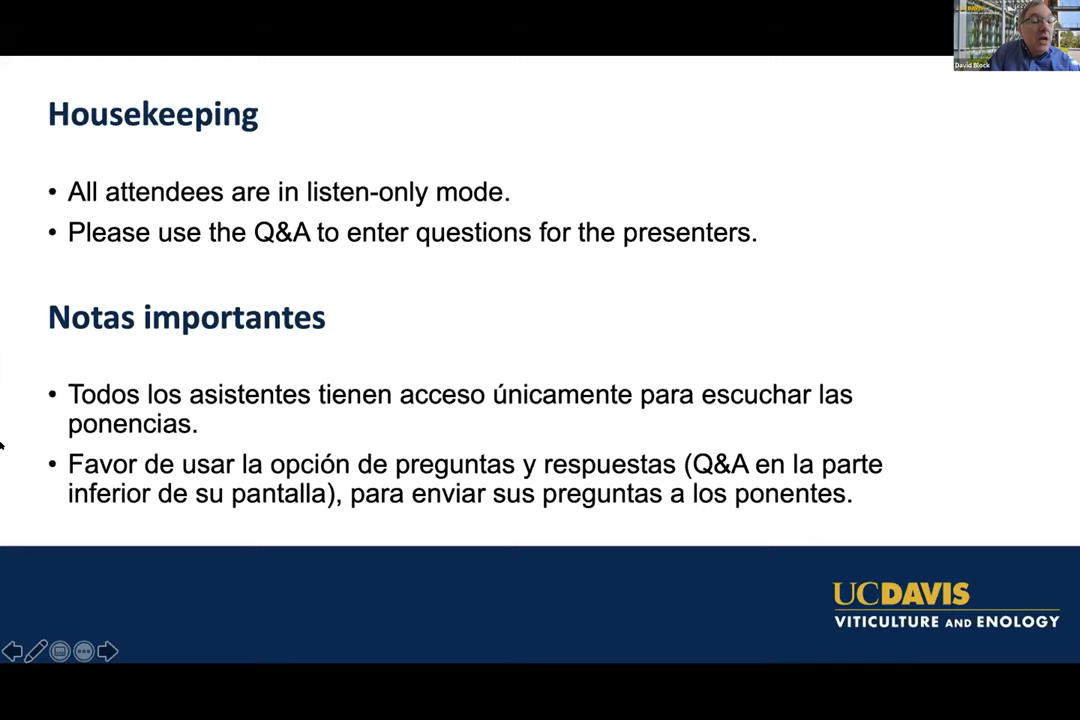 David Block
Housekeeping
• All attendees are in listen-only mode.
• Please use the Q&A to enter questions for the presenters.
Notas importantes
• Todos los asistentes tienen acceso únicamente para escuchar las
ponencias.
• Favor de usar la opción de preguntas y respuestas (Q&A en la parte
inferior de su pantalla), para enviar sus preguntas a los ponentes.
UCDAVIS
VITICULTURE AND ENOLOGY